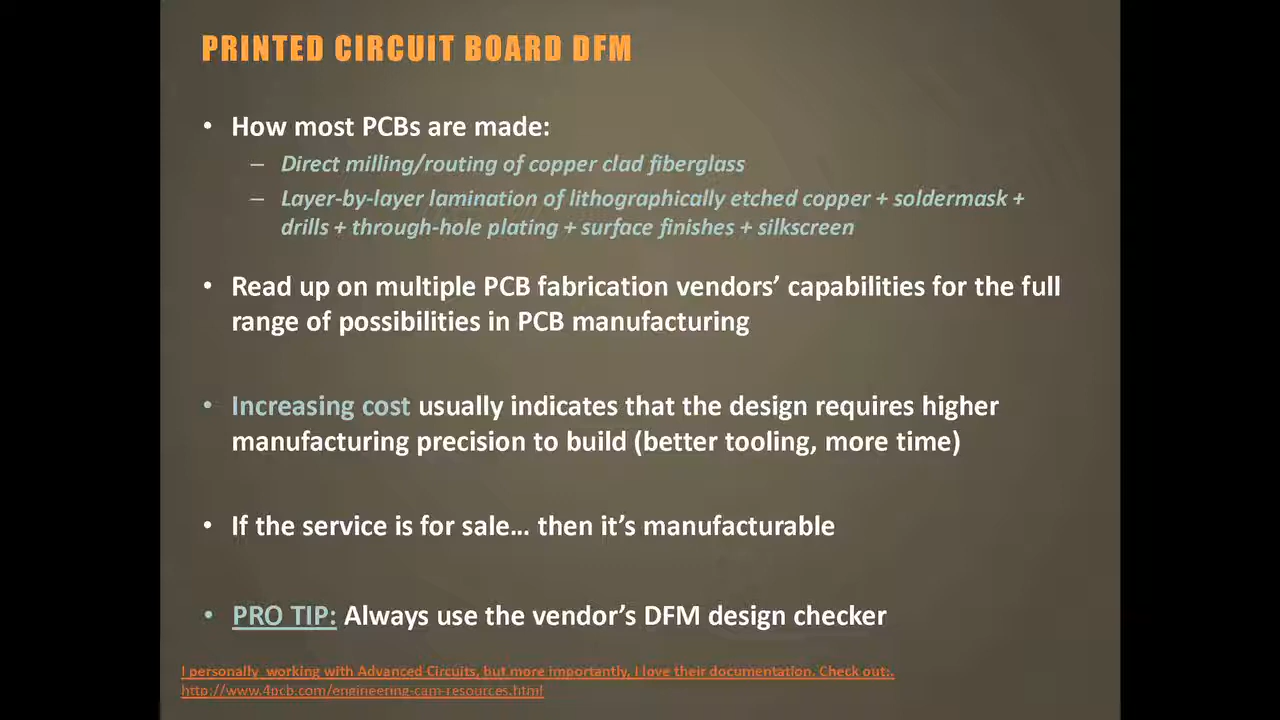 PRINTED CIRCUIT BOARD DFM
• How most PCBs are made:
– Direct milling/routing of copper clad fiberglass
– Layer-by-layer lamination of lithographically etched copper + soldermask +
drills + through-hole plating + surface finishes + silkscreen
• Read up on multiple PCB fabrication vendors’ capabilities for the full
range of possibilities in PCB manufacturing
• Increasing cost usually indicates that the design requires higher
manufacturing precision to build (better tooling, more time)
• If the service is for sale… then it’s manufacturable
• PRO TIP: Always use the vendor’s DFM design checker
I personally working with Advanced Circuits, but more importantly, I love their documentation. Check out:.
http://www.4pcb.com/engineering-cam-resources.html